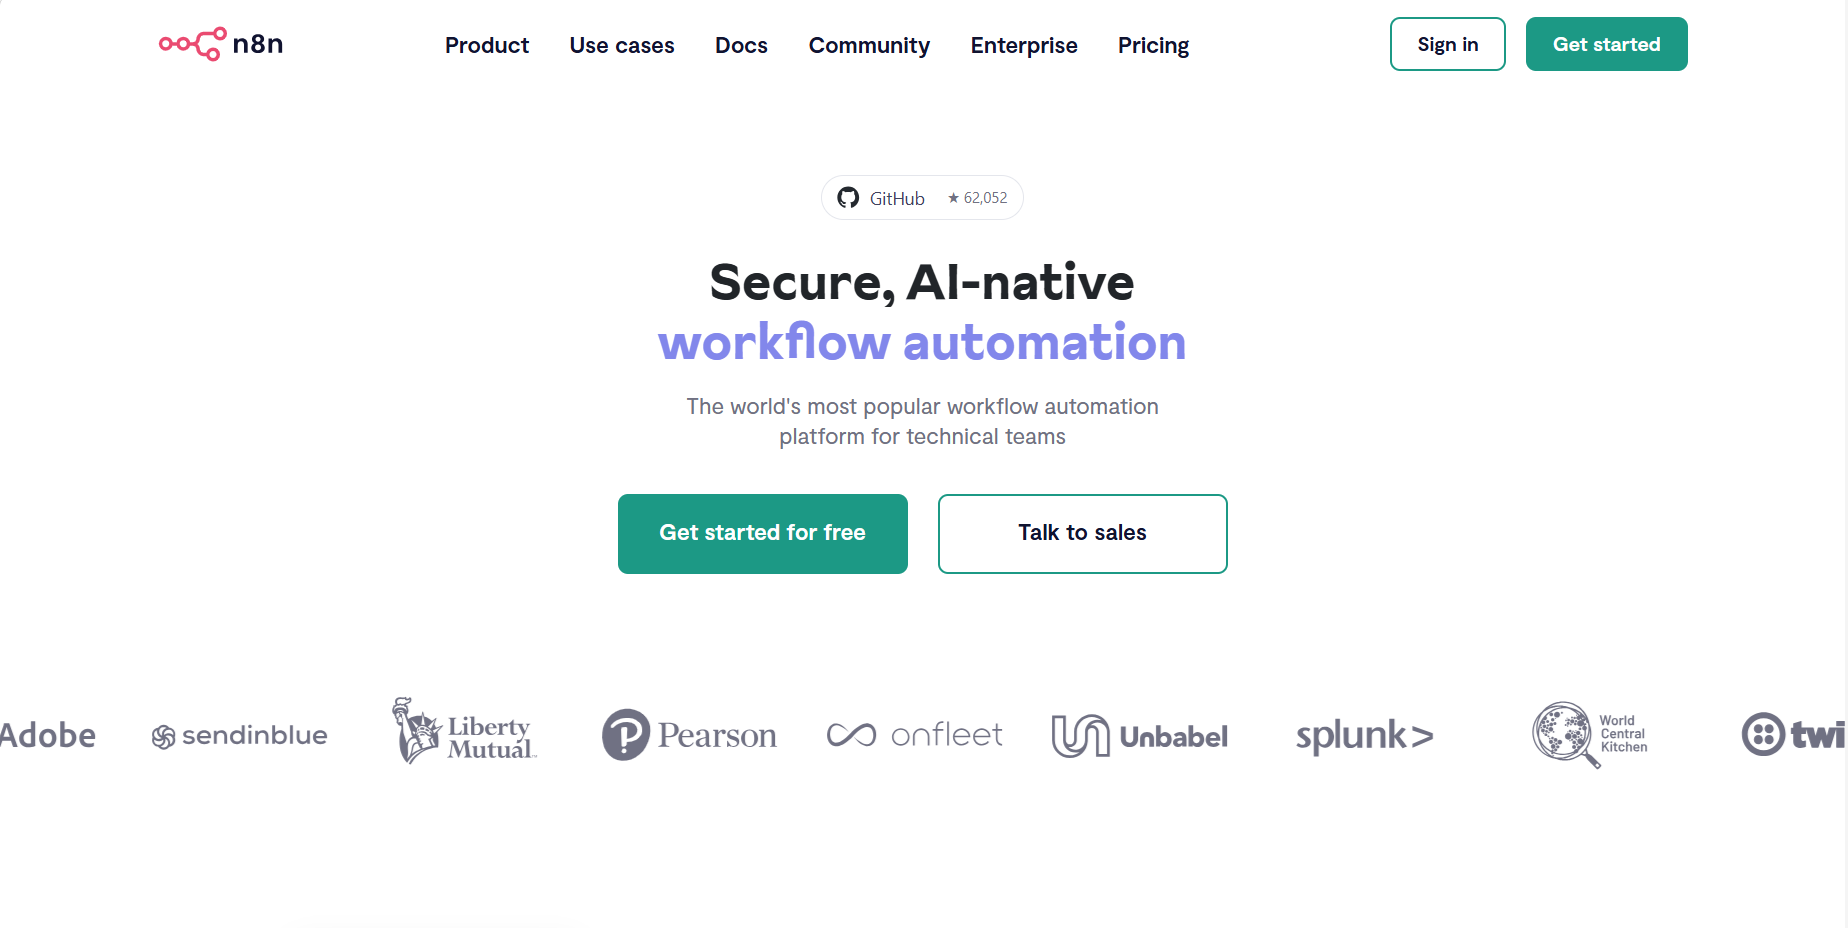 n8n
Product
Use cases
Docs
Community
Enterprise
Pricing
Sign in
Get started
GitHub ★ 62,052
Secure, AI-native
workflow automation
The world's most popular workflow automation
platform for technical teams
Get started for free
Talk to sales
Adobe
sendinblue
Liberty
Mutual™
Pearson
onfleet
Unbabel
splunk>
World
Central
Kitchen
twi